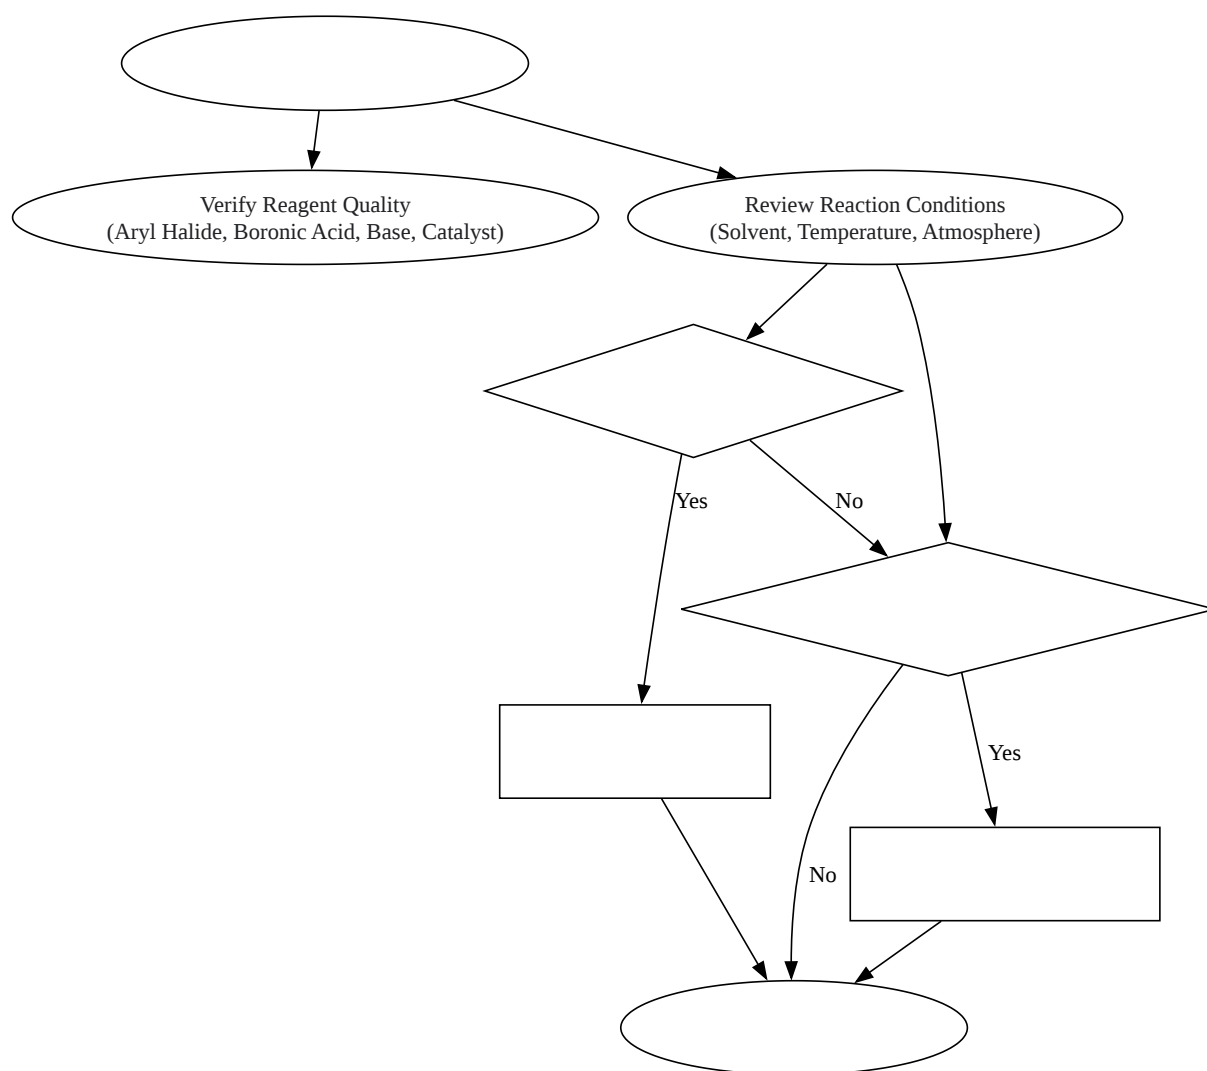 Verify Reagent Quality
(Aryl Halide, Boronic Acid, Base, Catalyst)
Review Reaction Conditions
(Solvent, Temperature, Atmosphere)
Yes
No
Yes
No